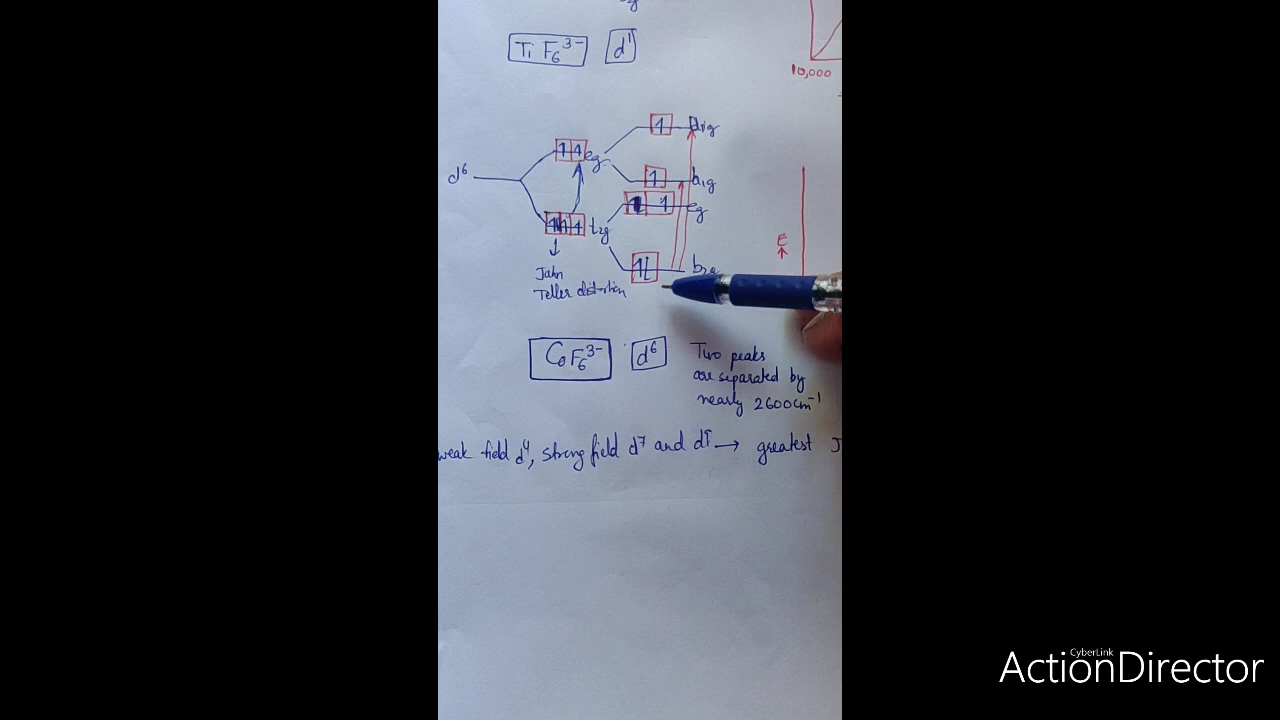 TiF₆³⁻ d¹
10,000
a₁g
eg
d⁶
b₁g
eg
t₂g
E
Jahn
Teller distortion
CoF₆³⁻ d⁶
Two peaks
are separated by
nearly 2600cm⁻¹
weak field d⁴, strong field d⁷ and d⁹ → greatest J
CyberLink
ActionDirector